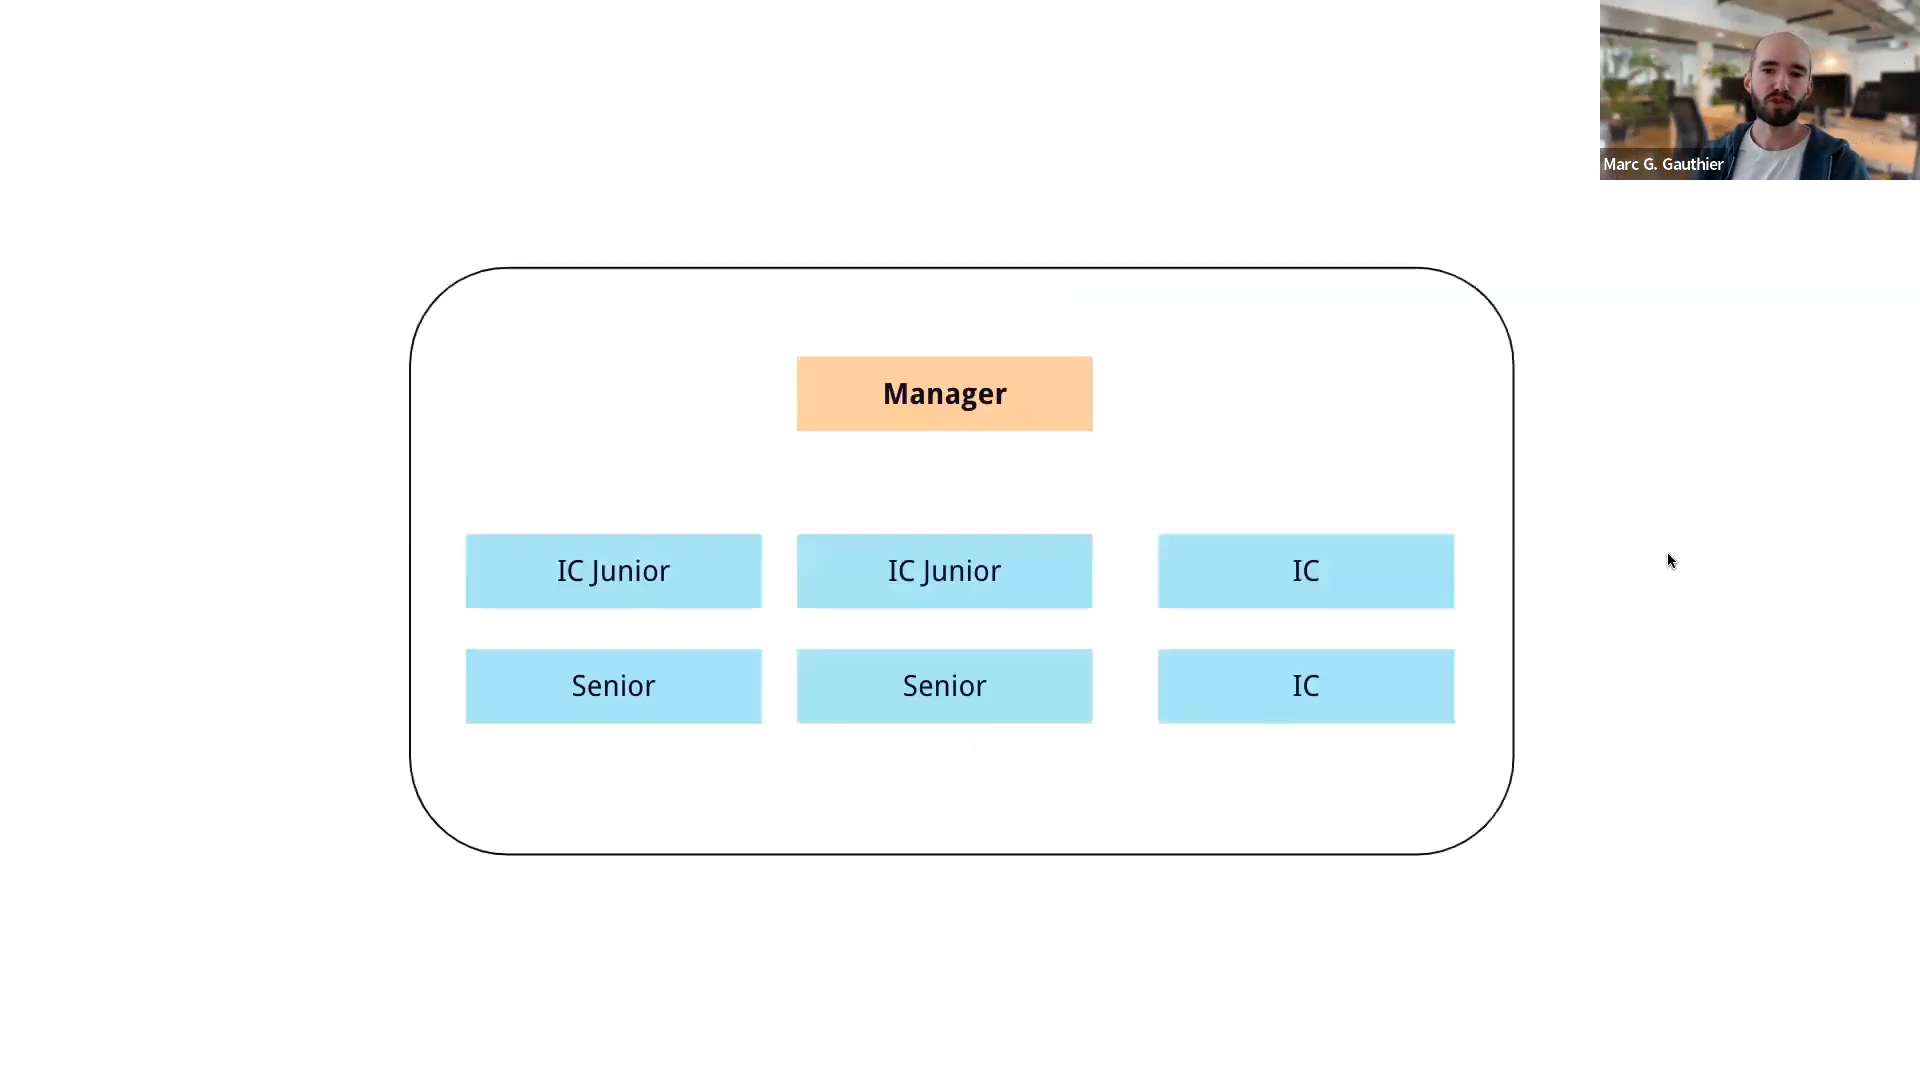 Marc G. Gauthier
Manager
IC Junior
IC Junior
IC
Senior
Senior
IC